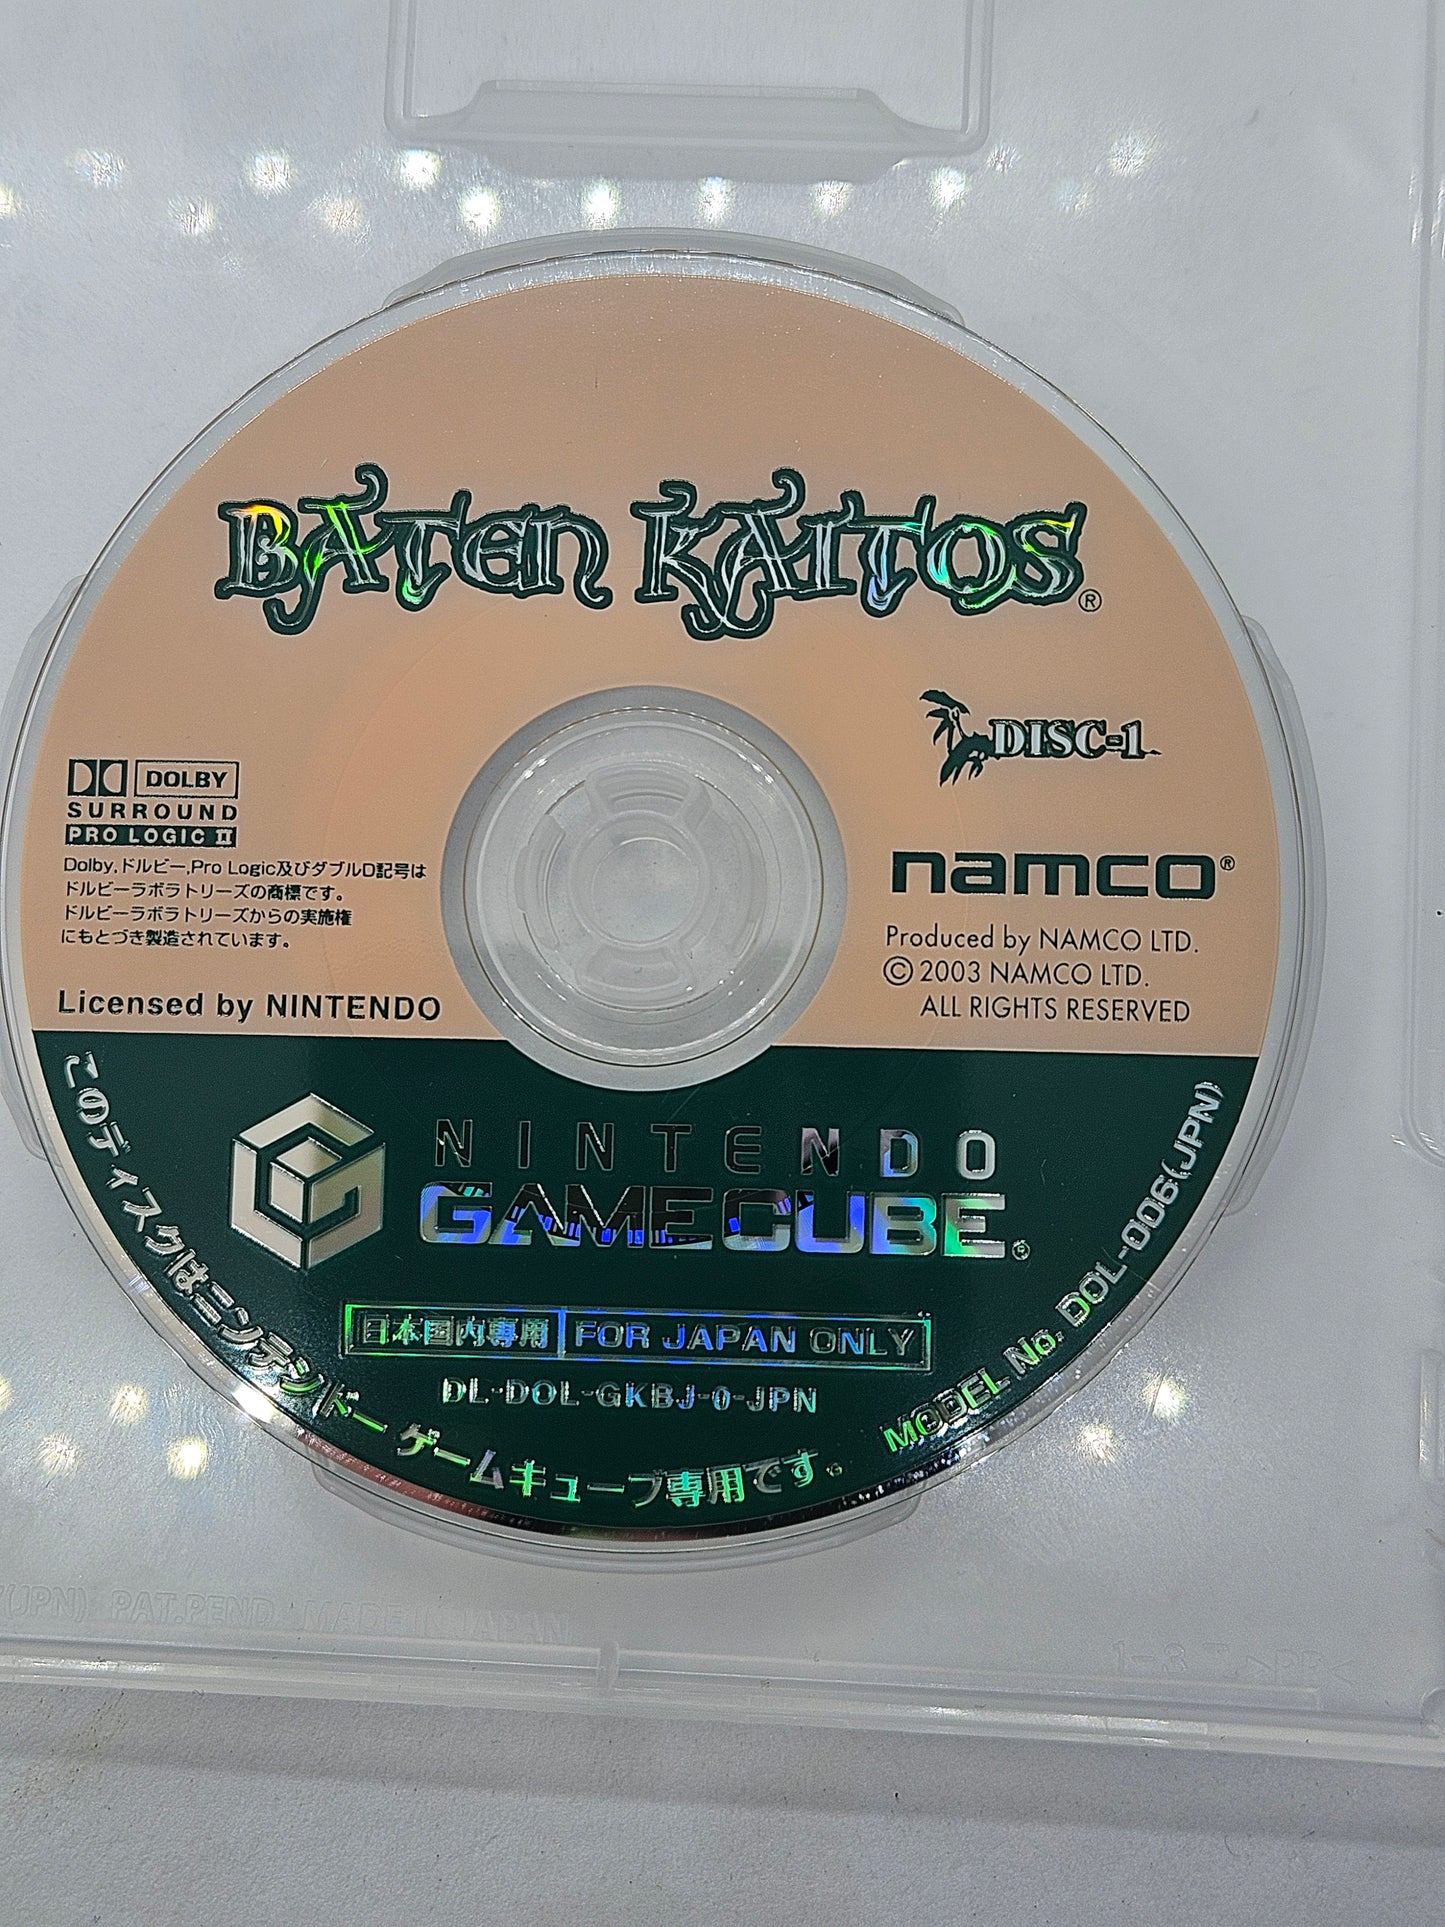 BATEN KAITOS®
DISC-1
DOLBY
SURROUND
PRO LOGIC II
Dolby,ドルビー,Pro Logic及びダブルD記号は
ドルビーラボラトリーズの商標です。
ドルビーラボラトリーズからの実施権
にもとづき製造されています。
Licensed by NINTENDO
namco®
Produced by NAMCO LTD.
© 2003 NAMCO LTD.
ALL RIGHTS RESERVED
NINTENDO
GAMECUBE®
日本国内専用 FOR JAPAN ONLY
DL-DOL-GKBJ-0-JPN
このディスクはニンテンドー ゲームキューブ専用です。
MODEL No. DOL-006(JPN)
(JPN) PAT.PEND. MADE IN JAPAN
>PP<